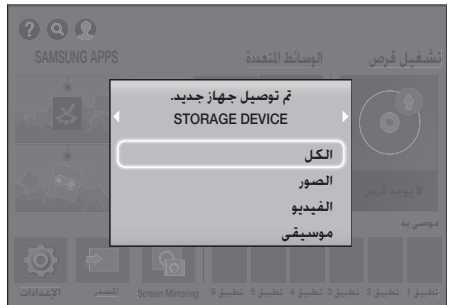 SAMSUNG APPS
الوسائط المتعددة
تشغيل قرص
تم توصيل جهاز جديد.
STORAGE DEVICE
الكل
الصور
الفيديو
موسيقى
لا يوجد قرص
موصى به
تطبيق 1
تطبيق 2
تطبيق 3
تطبيق 4
تطبيق 5
تطبيق 6
Screen Mirroring
المصدر
الإعدادات